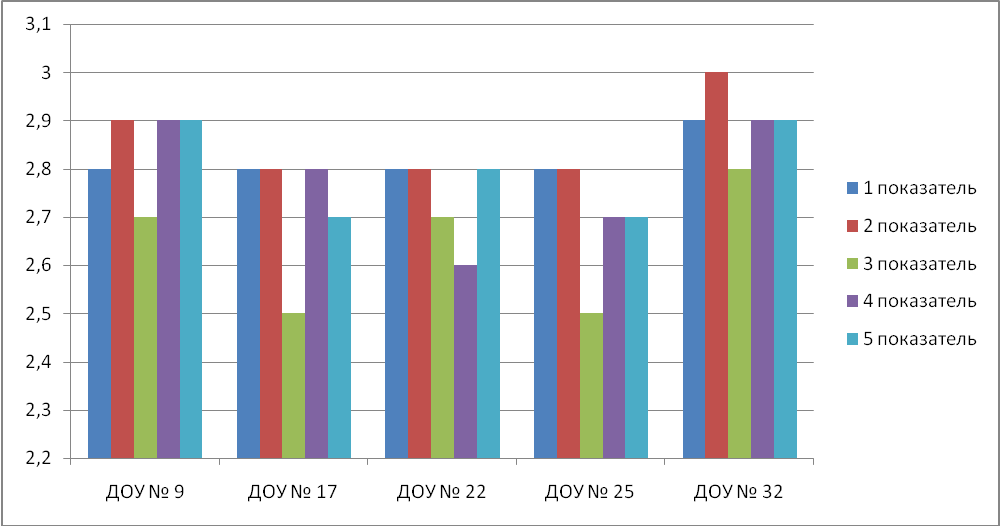 3,1
3
2,9
2,8
2,7
2,6
2,5
2,4
2,3
2,2
ДОУ № 9 ДОУ № 17 ДОУ № 22 ДОУ № 25 ДОУ № 32
1 показатель
2 показатель
3 показатель
4 показатель
5 показатель